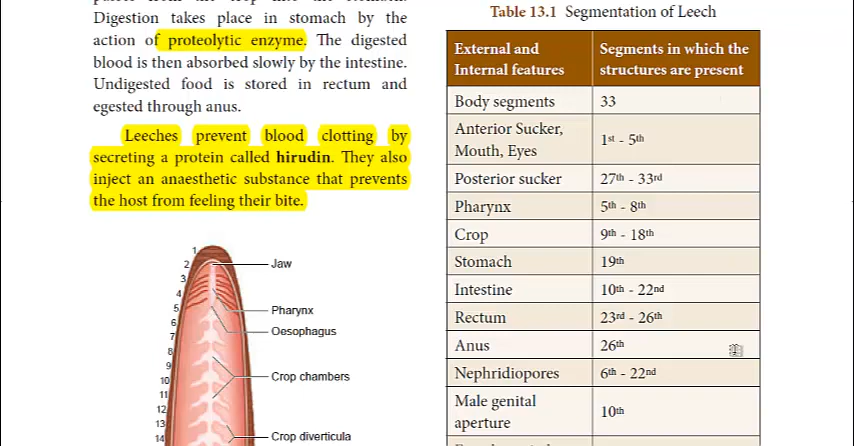 Digestion takes place in stomach by the
action of proteolytic enzyme. The digested
blood is then absorbed slowly by the intestine.
Undigested food is stored in rectum and
egested through anus.
Leeches prevent blood clotting by
secreting a protein called hirudin. They also
inject an anaesthetic substance that prevents
the host from feeling their bite.
1
2
3
4
5
6
7
8
9
10
11
12
13
14
Jaw
Pharynx
Oesophagus
Crop chambers
Crop diverticula
Table 13.1 Segmentation of Leech
External and Internal features | Segments in which the structures are present
Body segments 33
Anterior Sucker,
Mouth, Eyes 1st - 5th
Posterior sucker 27th - 33rd
Pharynx 5th - 8th
Crop 9th - 18th
Stomach 19th
Intestine 10th - 22nd
Rectum 23rd - 26th
Anus 26th
Nephridiopores 6th - 22nd
Male genital
aperture 10th